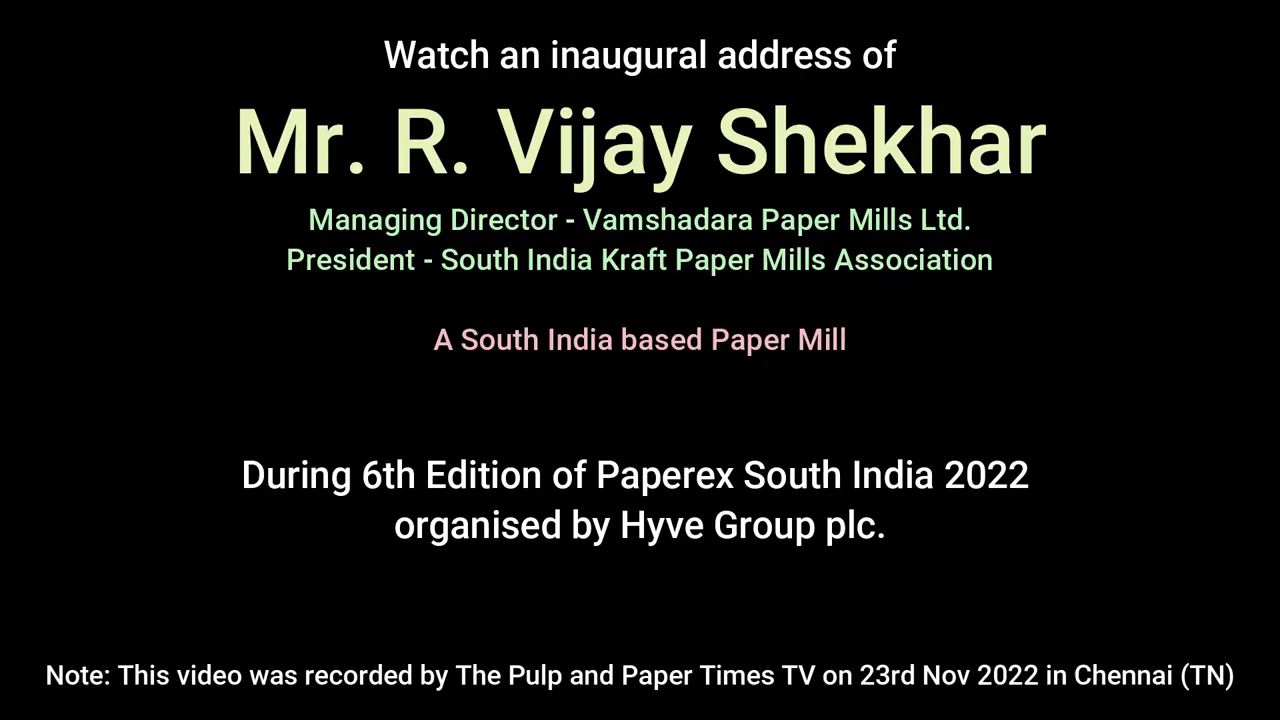 Watch an inaugural address of
Mr. R. Vijay Shekhar
Managing Director - Vamshadara Paper Mills Ltd.
President - South India Kraft Paper Mills Association
A South India based Paper Mill
During 6th Edition of Paperex South India 2022
organised by Hyve Group plc.
Note: This video was recorded by The Pulp and Paper Times TV on 23rd Nov 2022 in Chennai (TN)